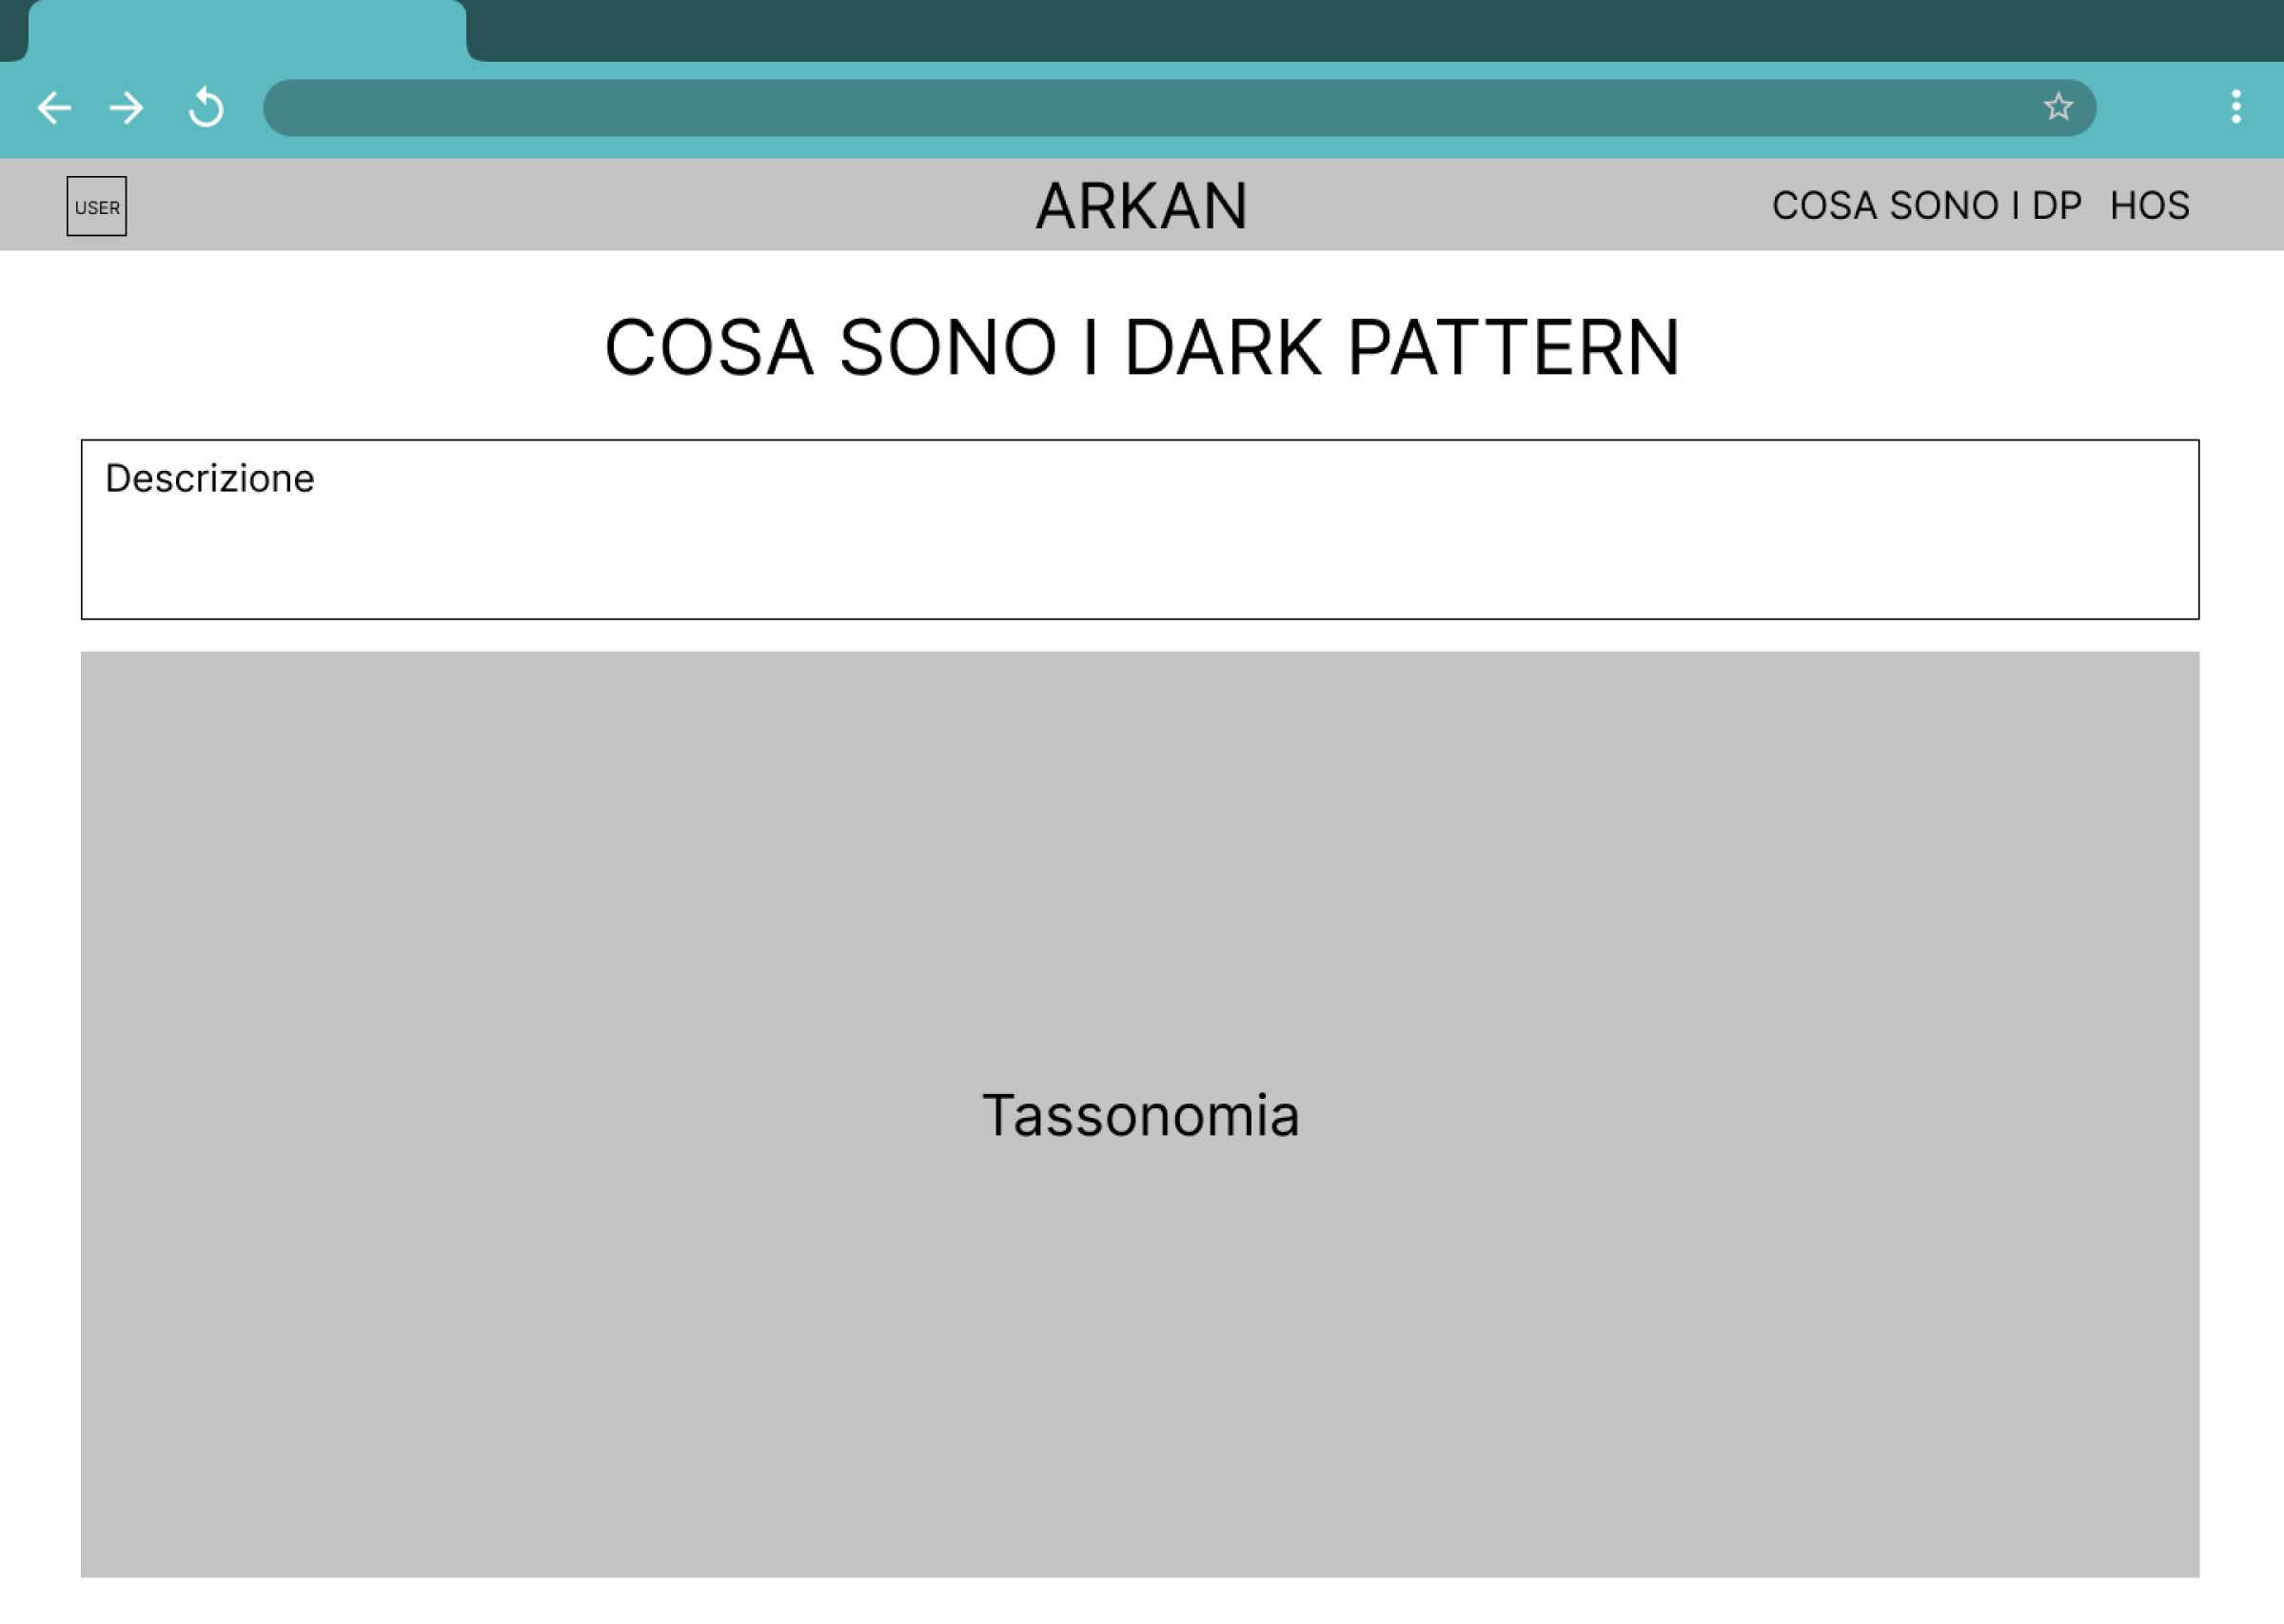 USER ARKAN COSA SONO I DP HOS
COSA SONO I DARK PATTERN
Descrizione
Tassonomia